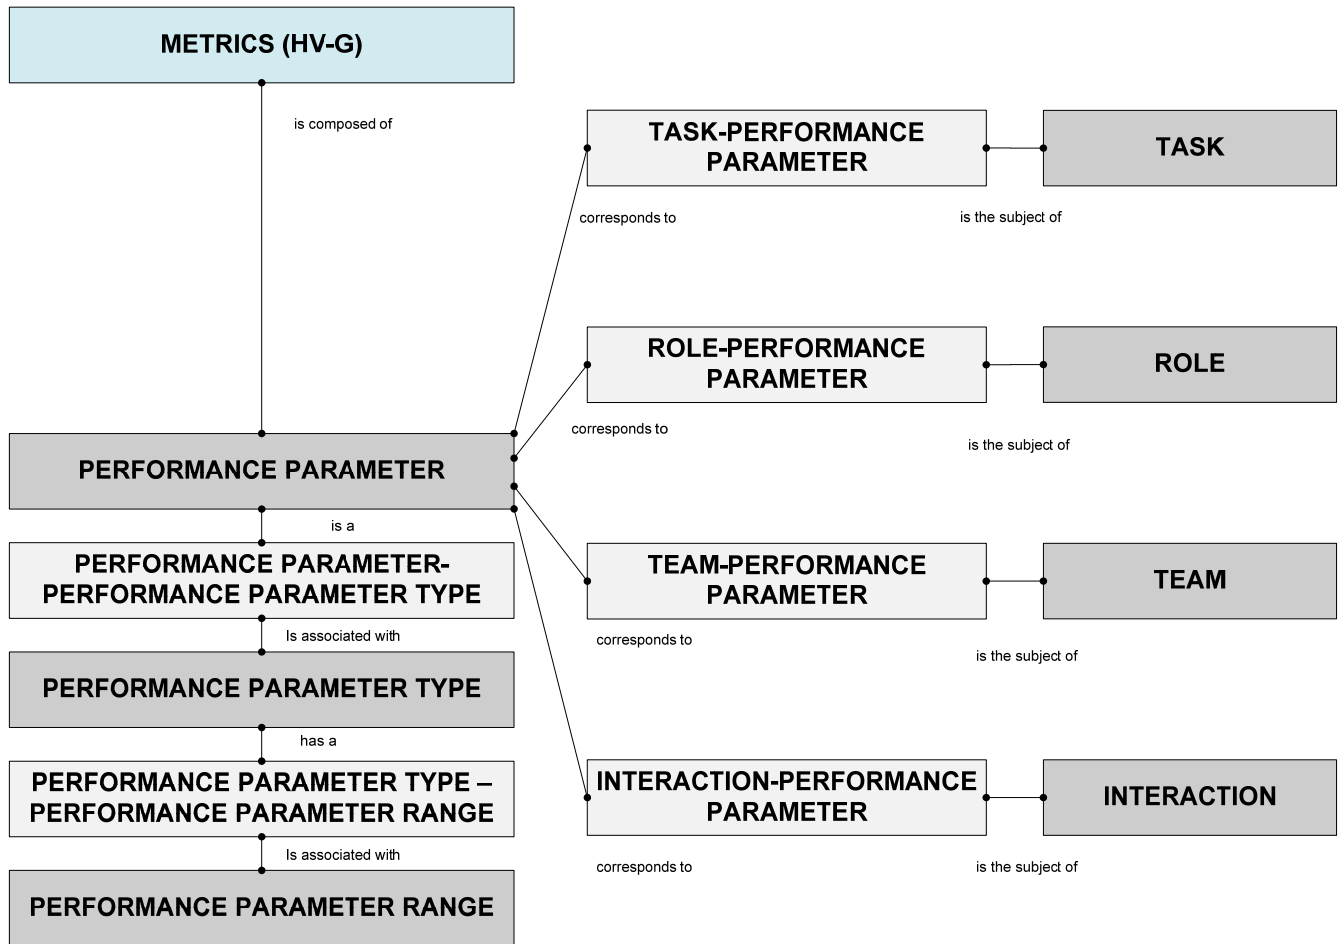 METRICS (HV-G)
is composed of
TASK-PERFORMANCE
PARAMETER
TASK
corresponds to
is the subject of
ROLE-PERFORMANCE
PARAMETER
ROLE
corresponds to
is the subject of
PERFORMANCE PARAMETER
is a
PERFORMANCE PARAMETER-
PERFORMANCE PARAMETER TYPE
TEAM-PERFORMANCE
PARAMETER
TEAM
Is associated with
corresponds to
is the subject of
PERFORMANCE PARAMETER TYPE
has a
PERFORMANCE PARAMETER TYPE –
PERFORMANCE PARAMETER RANGE
INTERACTION-PERFORMANCE
PARAMETER
INTERACTION
Is associated with
corresponds to
is the subject of
PERFORMANCE PARAMETER RANGE